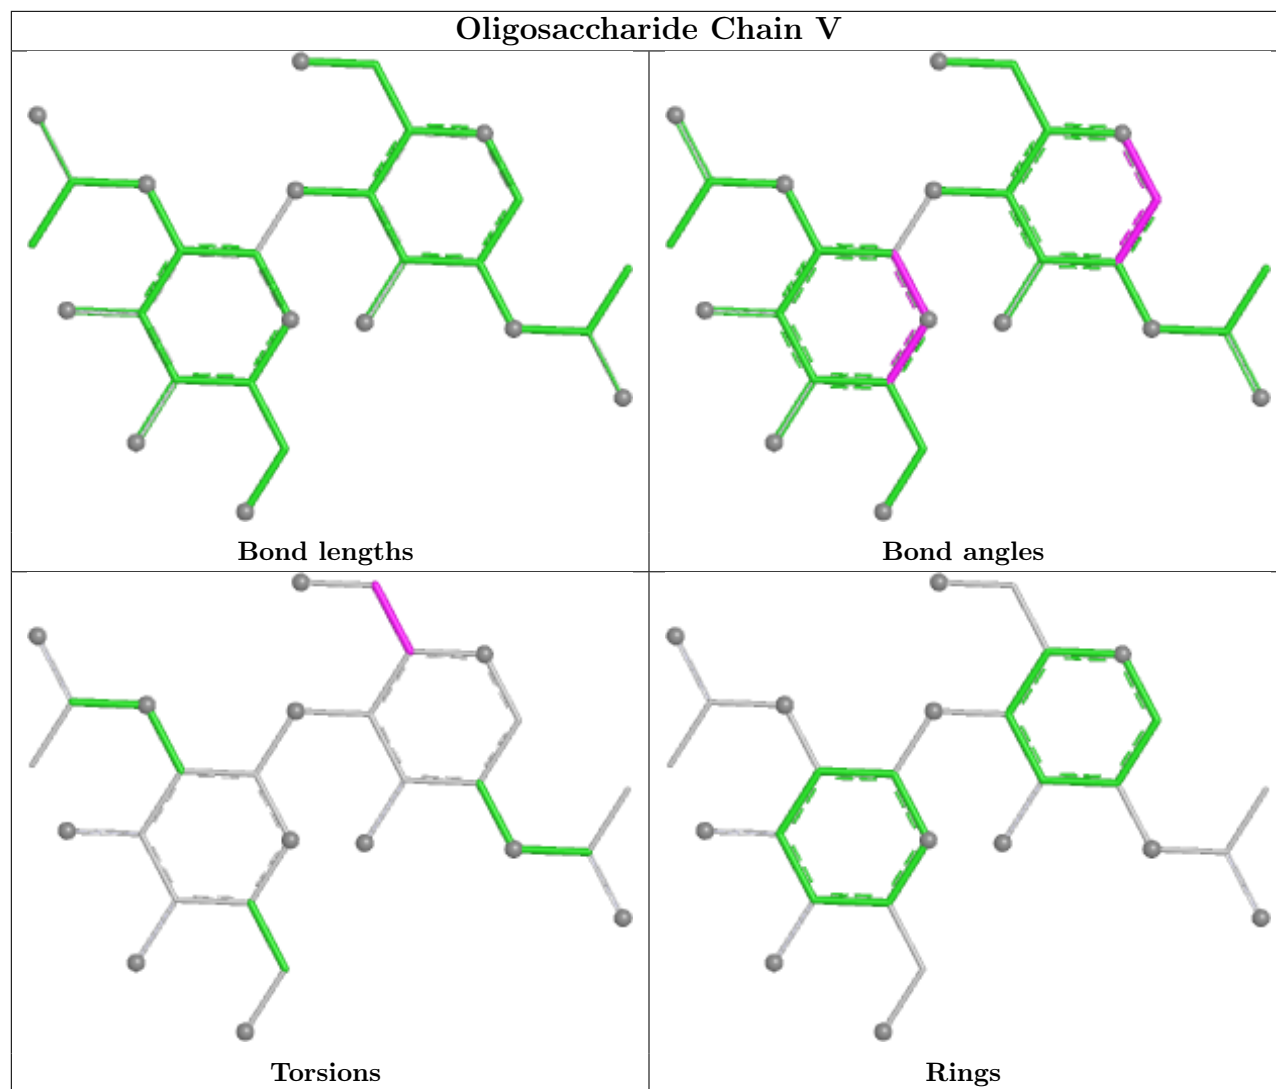 Oligosaccharide Chain V
Bond lengths
Bond angles
Torsions
Rings